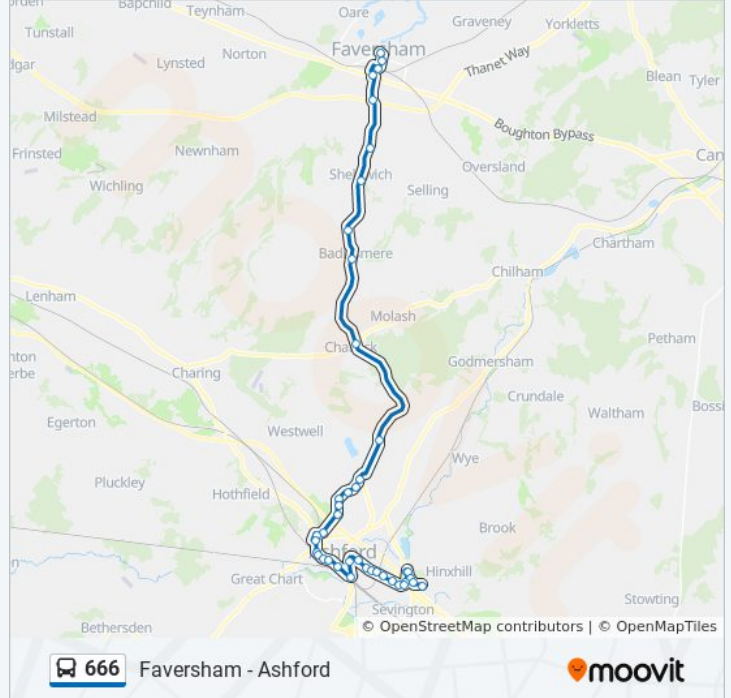 Bapchild
Teynham
Oare
Graveney
Yorkletts
Tunstall
Faversham
Norton
Lynsted
Thanet Way
Blean
Tyler
Milstead
Boughton Bypass
Frinsted
Newnham
Oversland
Can
Wichling
Selling
Chartham
Chilham
Lenham
Molash
Petham
Charing
Godmersham
Crundale
Waltham
Bossi
Egerton
Westwell
Wye
Pluckley
Hothfield
Brook
shford
Great Chart
Hinxhill
Stowting
Sevington
Bethersden
© OpenStreetMap contributors | © OpenMapTiles
666 Faversham - Ashford
moovit